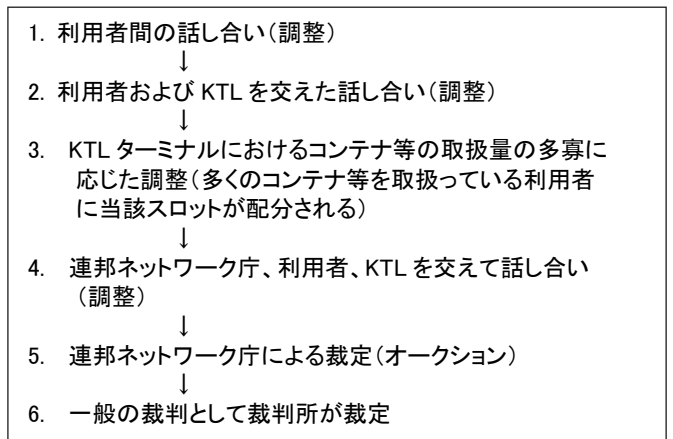 1. 利用者間の話し合い(調整)
↓
2. 利用者および KTL を交えた話し合い(調整)
↓
3. KTL ターミナルにおけるコンテナ等の取扱量の多寡に
応じた調整(多くのコンテナ等を取扱っている利用者
に当該スロットが配分される)
↓
4. 連邦ネットワーク庁、利用者、KTL を交えて話し合い
(調整)
↓
5. 連邦ネットワーク庁による裁定(オークション)
↓
6. 一般の裁判として裁判所が裁定